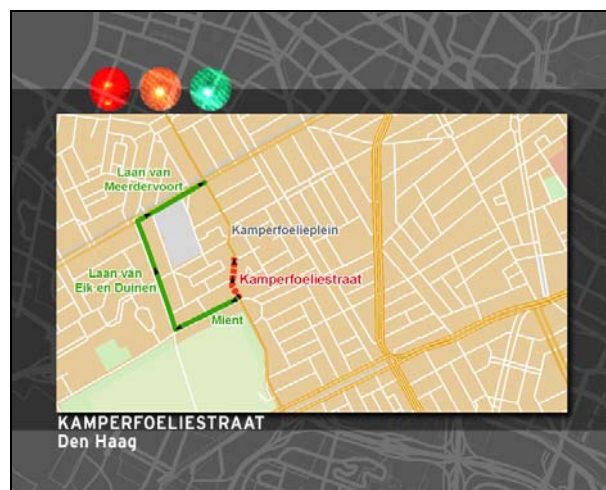 Laan van
Meerdervoort
Kamperfoelieplein
Laan van
Eik en Duinen
Kamperfoeliestraat
Mient
KAMPERFOELIESTRAAT
Den Haag